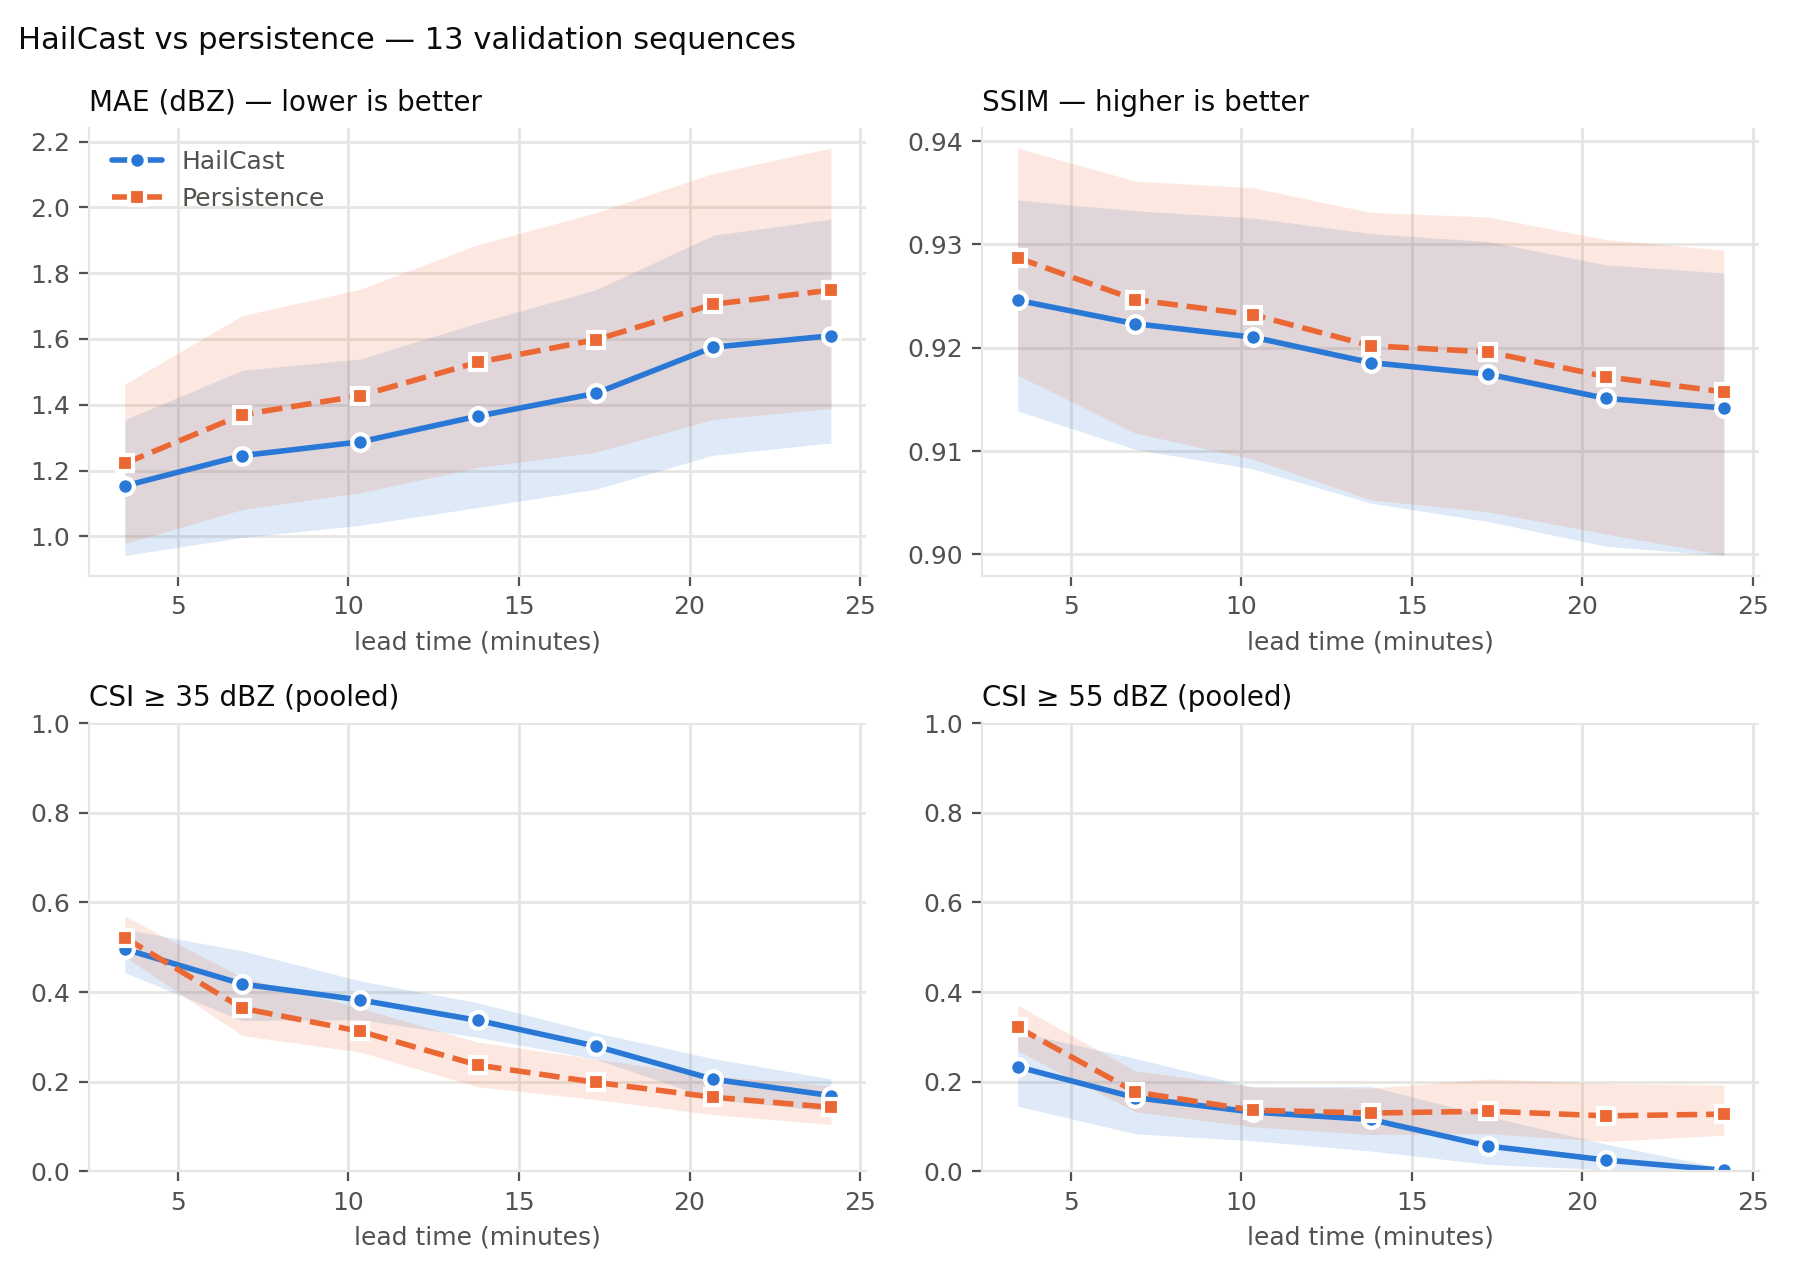 HailCast vs persistence — 13 validation sequences
MAE (dBZ) — lower is better
2.2
2.0
1.8
1.6
1.4
1.2
1.0
HailCast
Persistence
5 10 15 20 25
lead time (minutes)
SSIM — higher is better
0.94
0.93
0.92
0.91
0.90
5 10 15 20 25
lead time (minutes)
CSI ≥ 35 dBZ (pooled)
1.0
0.8
0.6
0.4
0.2
0.0
5 10 15 20 25
lead time (minutes)
CSI ≥ 55 dBZ (pooled)
1.0
0.8
0.6
0.4
0.2
0.0
5 10 15 20 25
lead time (minutes)